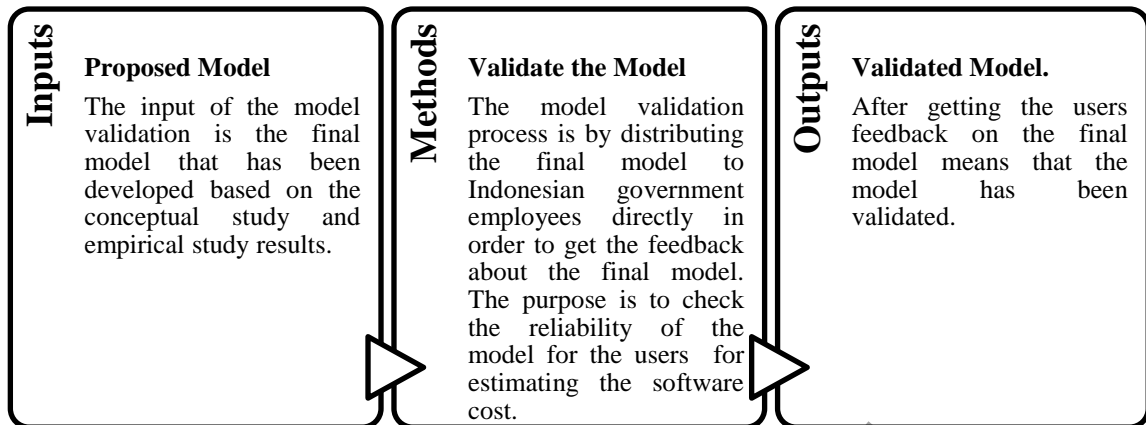 Inputs
Proposed Model
The input of the model
validation is the final
model that has been
developed based on the
conceptual study and
empirical study results.
Methods
Validate the Model
The model validation
process is by distributing
the final model to
Indonesian government
employees directly in
order to get the feedback
about the final model.
The purpose is to check
the reliability of the
model for the users for
estimating the software
cost.
Outputs
Validated Model.
After getting the users
feedback on the final
model means that the
model has been
validated.